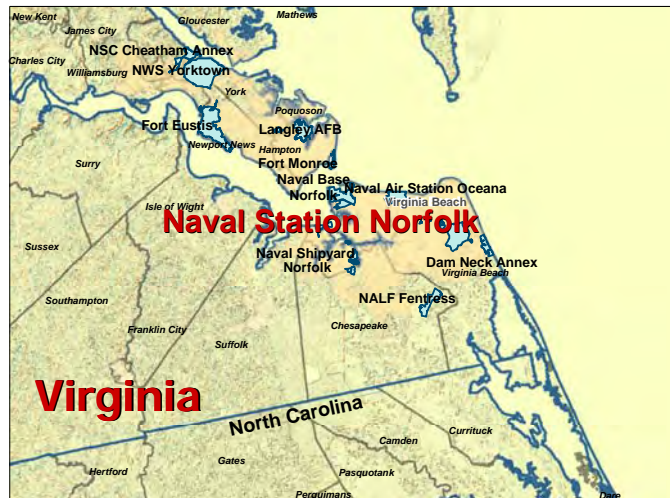 New Kent
Gloucester
Mathews
James City
NSC Cheatham Annex
Charles City
Williamsburg
NWS Yorktown
York
Poquoson
Fort Eustis
Langley AFB
Newport News
Hampton
Surry
Fort Monroe
Naval Base
Norfolk
Naval Air Station Oceana
Virginia Beach
Isle of Wight
Naval Station Norfolk
Sussex
Naval Shipyard
Norfolk
Dam Neck Annex
Virginia Beach
Southampton
NALF Fentress
Franklin City
Chesapeake
Suffolk
Virginia
North Carolina
Currituck
Camden
Hertford
Gates
Pasquotank
Perquimans
Dare